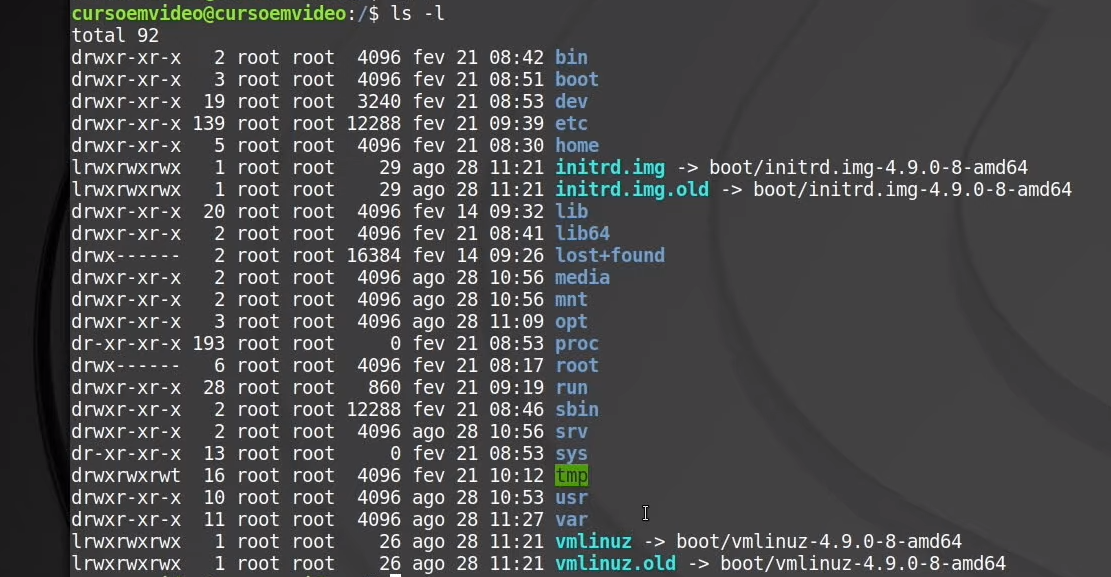 cursoemvideo@cursoemvideo:/$ ls -l
total 92
drwxr-xr-x   2 root root  4096 fev 21 08:42 bin
drwxr-xr-x   3 root root  4096 fev 21 08:51 boot
drwxr-xr-x  19 root root  3240 fev 21 08:53 dev
drwxr-xr-x 139 root root 12288 fev 21 09:39 etc
drwxr-xr-x   5 root root  4096 fev 21 08:30 home
lrwxrwxrwx   1 root root    29 ago 28 11:21 initrd.img -> boot/initrd.img-4.9.0-8-amd64
lrwxrwxrwx   1 root root    29 ago 28 11:21 initrd.img.old -> boot/initrd.img-4.9.0-8-amd64
drwxr-xr-x  20 root root  4096 fev 14 09:32 lib
drwxr-xr-x   2 root root  4096 fev 21 08:41 lib64
drwx------   2 root root 16384 fev 14 09:26 lost+found
drwxr-xr-x   2 root root  4096 ago 28 10:56 media
drwxr-xr-x   2 root root  4096 ago 28 10:56 mnt
drwxr-xr-x   3 root root  4096 ago 28 11:09 opt
dr-xr-xr-x 193 root root     0 fev 21 08:53 proc
drwx------   6 root root  4096 fev 21 08:17 root
drwxr-xr-x  28 root root   860 fev 21 09:19 run
drwxr-xr-x   2 root root 12288 fev 21 08:46 sbin
drwxr-xr-x   2 root root  4096 ago 28 10:56 srv
dr-xr-xr-x  13 root root     0 fev 21 08:53 sys
drwxrwxrwt  16 root root  4096 fev 21 10:12 tmp
drwxr-xr-x  10 root root  4096 ago 28 10:53 usr
drwxr-xr-x  11 root root  4096 ago 28 11:27 var
lrwxrwxrwx   1 root root    26 ago 28 11:21 vmlinuz -> boot/vmlinuz-4.9.0-8-amd64
lrwxrwxrwx   1 root root    26 ago 28 11:21 vmlinuz.old -> boot/vmlinuz-4.9.0-8-amd64